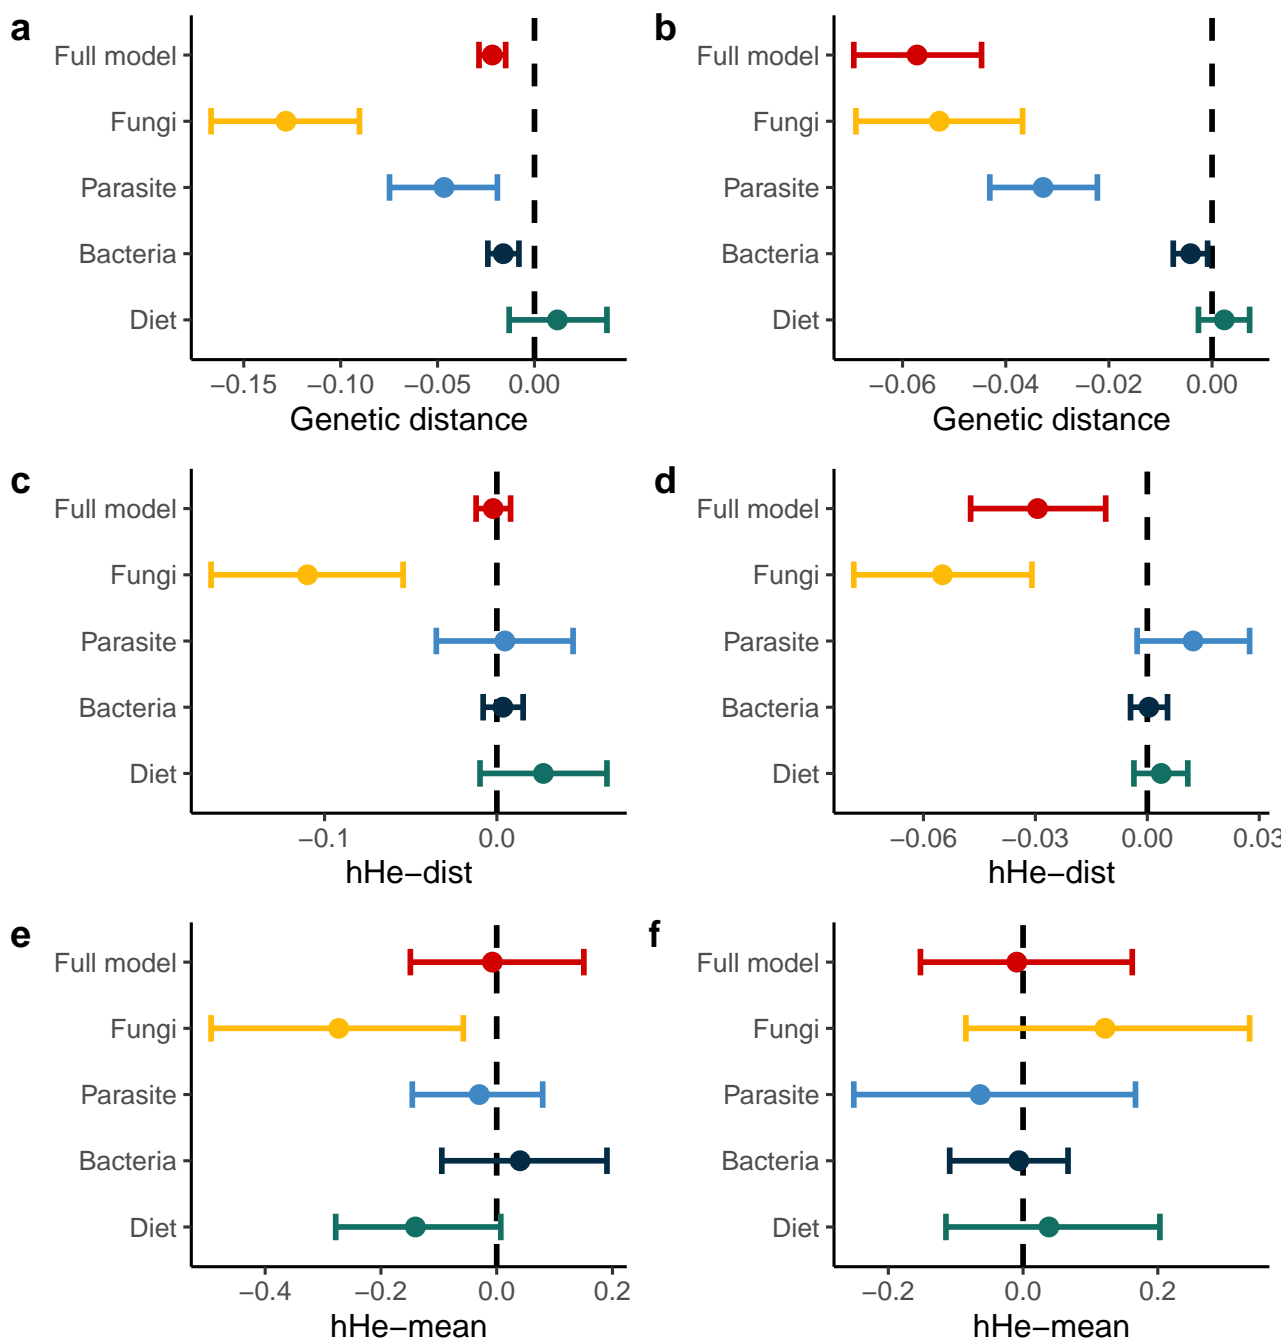 a
Full model
Fungi
Parasite
Bacteria
Diet
−0.15 −0.10 −0.05 0.00
Genetic distance
b
Full model
Fungi
Parasite
Bacteria
Diet
−0.06 −0.04 −0.02 0.00
Genetic distance
c
Full model
Fungi
Parasite
Bacteria
Diet
−0.1 0.0
hHe−dist
d
Full model
Fungi
Parasite
Bacteria
Diet
−0.06 −0.03 0.00 0.03
hHe−dist
e
Full model
Fungi
Parasite
Bacteria
Diet
−0.4 −0.2 0.0 0.2
hHe−mean
f
Full model
Fungi
Parasite
Bacteria
Diet
−0.2 0.0 0.2
hHe−mean